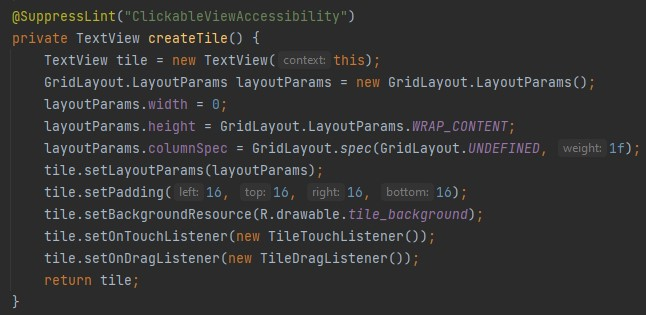 @SuppressLint("ClickableViewAccessibility")
private TextView createTile() {
    TextView tile = new TextView( context: this);
    GridLayout.LayoutParams layoutParams = new GridLayout.LayoutParams();
    layoutParams.width = 0;
    layoutParams.height = GridLayout.LayoutParams.WRAP_CONTENT;
    layoutParams.columnSpec = GridLayout.spec(GridLayout.UNDEFINED, weight: 1f);
    tile.setLayoutParams(layoutParams);
    tile.setPadding( left: 16, top: 16, right: 16, bottom: 16);
    tile.setBackgroundResource(R.drawable.tile_background);
    tile.setOnTouchListener(new TileTouchListener());
    tile.setOnDragListener(new TileDragListener());
    return tile;
}